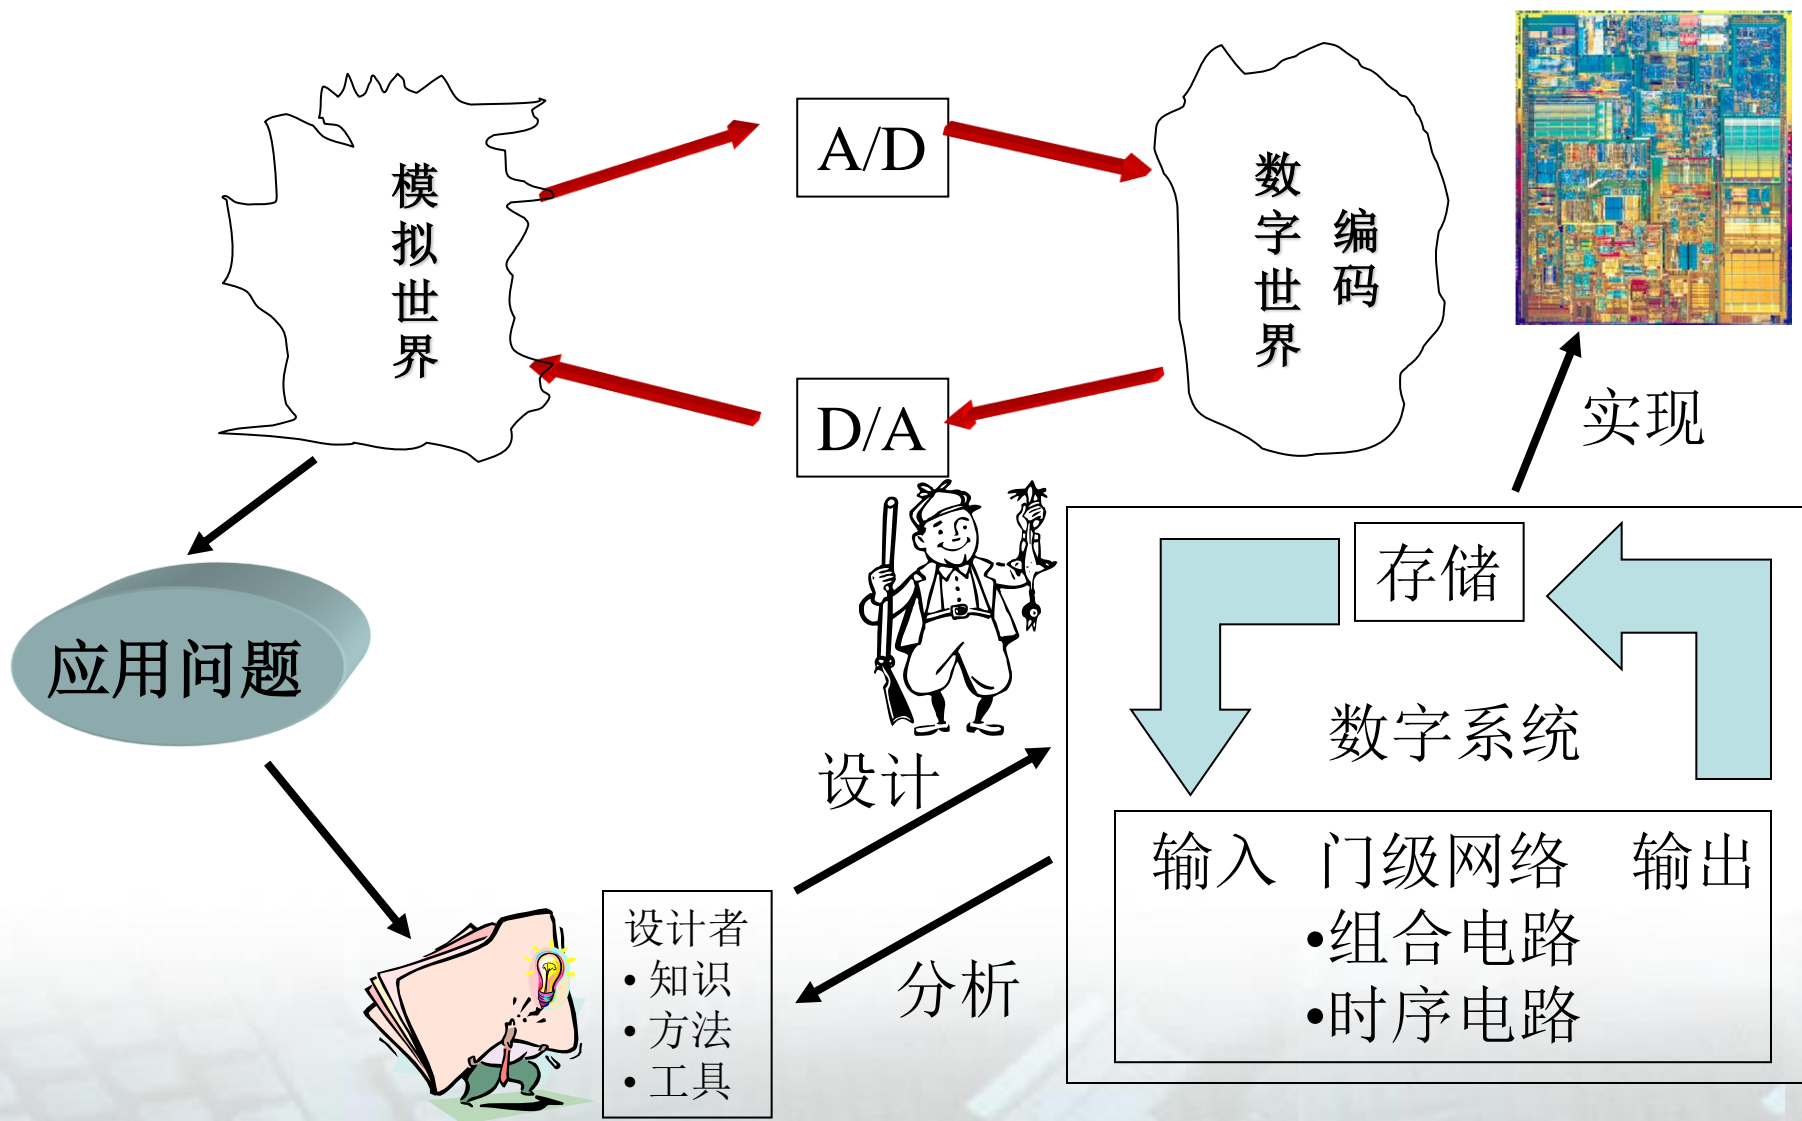 模拟世界
A/D
数字世界
编码
D/A
实现
应用问题
存储
数字系统
设计
输入 门级网络 输出
•组合电路
•时序电路
分析
设计者
• 知识
• 方法
• 工具